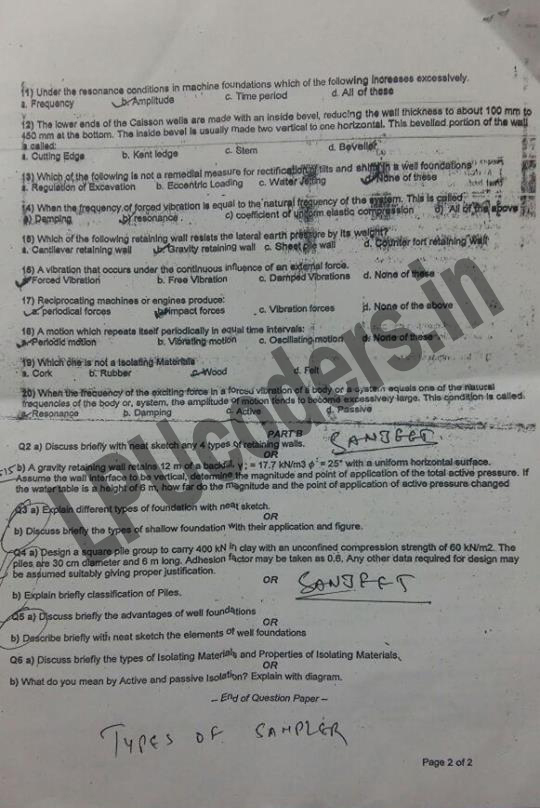 11) Under the resonance conditions in machine foundations which of the following increases excessively.
a. Frequency b. Amplitude c. Time period d. All of these
12) The lower ends of the Caisson wells are made with an inside bevel, reducing the wall thickness to about 100 mm to
450 mm at the bottom. The inside bevel is usually made two vertical to one horizontal. This bevelled portion of the wall
is called:
a. Cutting Edge b. Kent ledge c. Stem d. Bevelled
13) Which of the following is not a remedial measure for rectification of tilts and shifts in a well foundations
a. Regulation of Excavation b. Eccentric Loading c. Water Jetting d. None of these
14) When the frequency of forced vibration is equal to the natural frequency of the system. This is called
a) Damping b) resonance c) coefficient of uniform elastic compression d) All of the above
15) Which of the following retaining wall resists the lateral earth pressure by its weight?
a. Cantilever retaining wall b. Gravity retaining wall c. Sheet pile wall d. Counter fort retaining wall
16) A vibration that occurs under the continuous influence of an external force.
a. Forced Vibration b. Free Vibration c. Damped Vibrations d. None of these
17) Reciprocating machines or engines produce:
a. periodical forces b. impact forces c. Vibration forces d. None of the above
18) A motion which repeats itself periodically in equal time intervals:
a. Periodic motion b. Vibrating motion c. Oscillating motion d. None of these
19) Which one is not a Isolating Materials
a. Cork b. Rubber c. Wood d. Felt
20) When the frequency of the exciting force in a forced vibration of a body or a system equals one of the natural
frequencies of the body or, system, the amplitude of motion tends to become excessively large. This condition is called.
a. Resonance b. Damping c. Active d. Passive
PART B SANJEET
Q2 a) Discuss briefly with neat sketch any 4 types of retaining walls.
OR
b) A gravity retaining wall retains 12 m of a backfill, γ = 17.7 kN/m3 φ' = 25° with a uniform horizontal surface.
Assume the wall interface to be vertical, determine the magnitude and point of application of the total active pressure. If
the water table is a height of 6 m, how far do the magnitude and the point of application of active pressure changed
Q3 a) Explain different types of foundation with neat sketch.
OR
b) Discuss briefly the types of shallow foundation with their application and figure.
Q4 a) Design a square pile group to carry 400 kN in clay with an unconfined compression strength of 60 kN/m2. The
piles are 30 cm diameter and 6 m long. Adhesion factor may be taken as 0.6. Any other data required for design may
be assumed suitably giving proper justification.
OR SANJEET
b) Explain briefly classification of Piles.
Q5 a) Discuss briefly the advantages of well foundations
OR
b) Describe briefly with neat sketch the elements of well foundations
Q6 a) Discuss briefly the types of Isolating Materials and Properties of Isolating Materials.
OR
b) What do you mean by Active and passive Isolation? Explain with diagram.
-- End of Question Paper --
TYPES OF SAMPLER
Page 2 of 2
LPUcoders.in